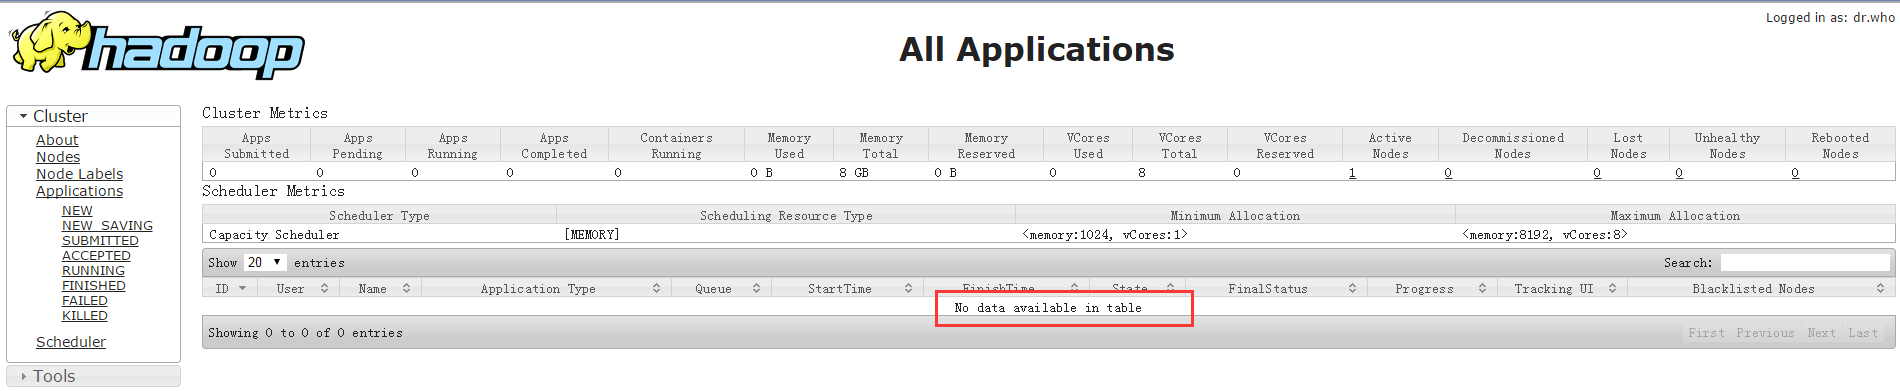 Logged in as: dr.who
hadoop
All Applications
Cluster
About
Nodes
Node Labels
Applications
NEW
NEW_SAVING
SUBMITTED
ACCEPTED
RUNNING
FINISHED
FAILED
KILLED
Scheduler
Tools
Cluster Metrics
Apps Submitted Apps Pending Apps Running Apps Completed Containers Running Memory Used Memory Total Memory Reserved VCores Used VCores Total VCores Reserved Active Nodes Decommissioned Nodes Lost Nodes Unhealthy Nodes Rebooted Nodes
0 0 0 0 0 0 B 8 GB 0 B 0 8 0 1 0 0 0 0
Scheduler Metrics
Scheduler Type Scheduling Resource Type Minimum Allocation Maximum Allocation
Capacity Scheduler [MEMORY] <memory:1024, vCores:1> <memory:8192, vCores:8>
Show 20 entries Search:
ID User Name Application Type Queue StartTime FinishTime State FinalStatus Progress Tracking UI Blacklisted Nodes
No data available in table
Showing 0 to 0 of 0 entries First Previous Next Last